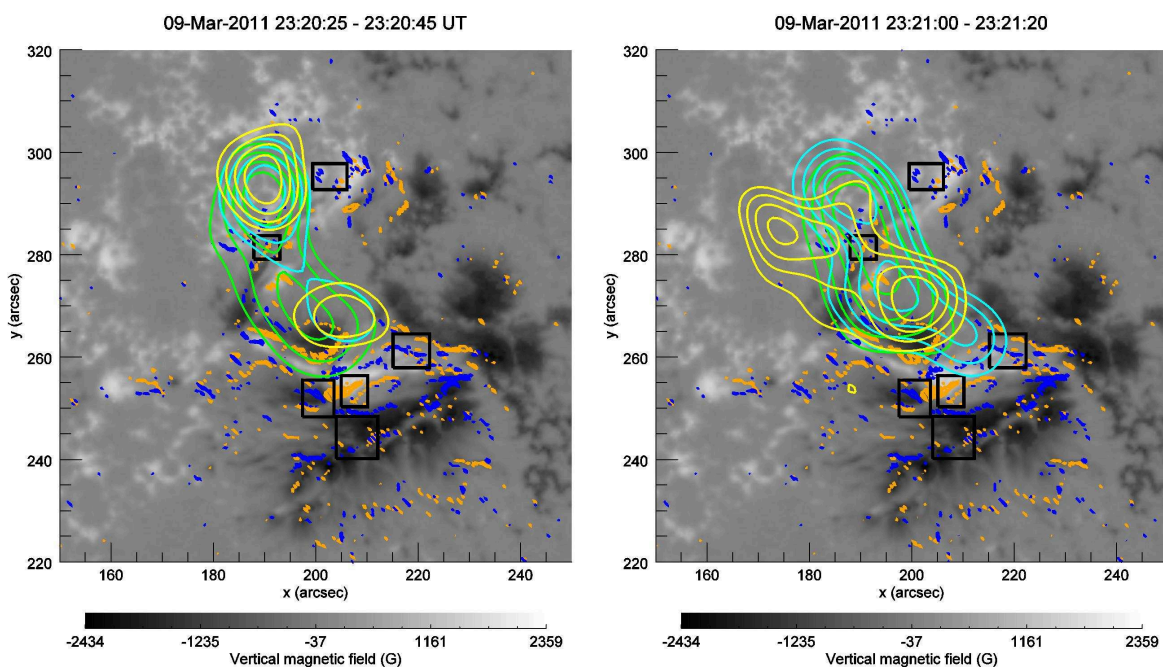 09-Mar-2011 23:20:25 - 23:20:45 UT
320
300
280
260
240
220
y (arcsec)
160 180 200 220 240
x (arcsec)
-2434 -1235 -37 1161 2359
Vertical magnetic field (G)
09-Mar-2011 23:21:00 - 23:21:20
320
300
280
260
240
220
y (arcsec)
160 180 200 220 240
x (arcsec)
-2434 -1235 -37 1161 2359
Vertical magnetic field (G)